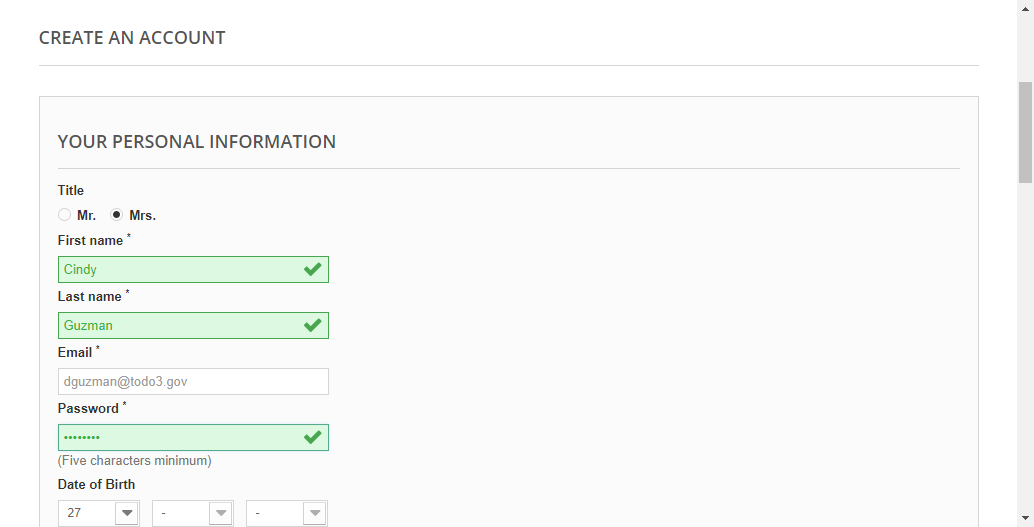 CREATE AN ACCOUNT
YOUR PERSONAL INFORMATION
Title
Mr. Mrs.
First name *
Cindy
Last name *
Guzman
Email *
dguzman@todo3.gov
Password *
••••••••
(Five characters minimum)
Date of Birth
27 - -